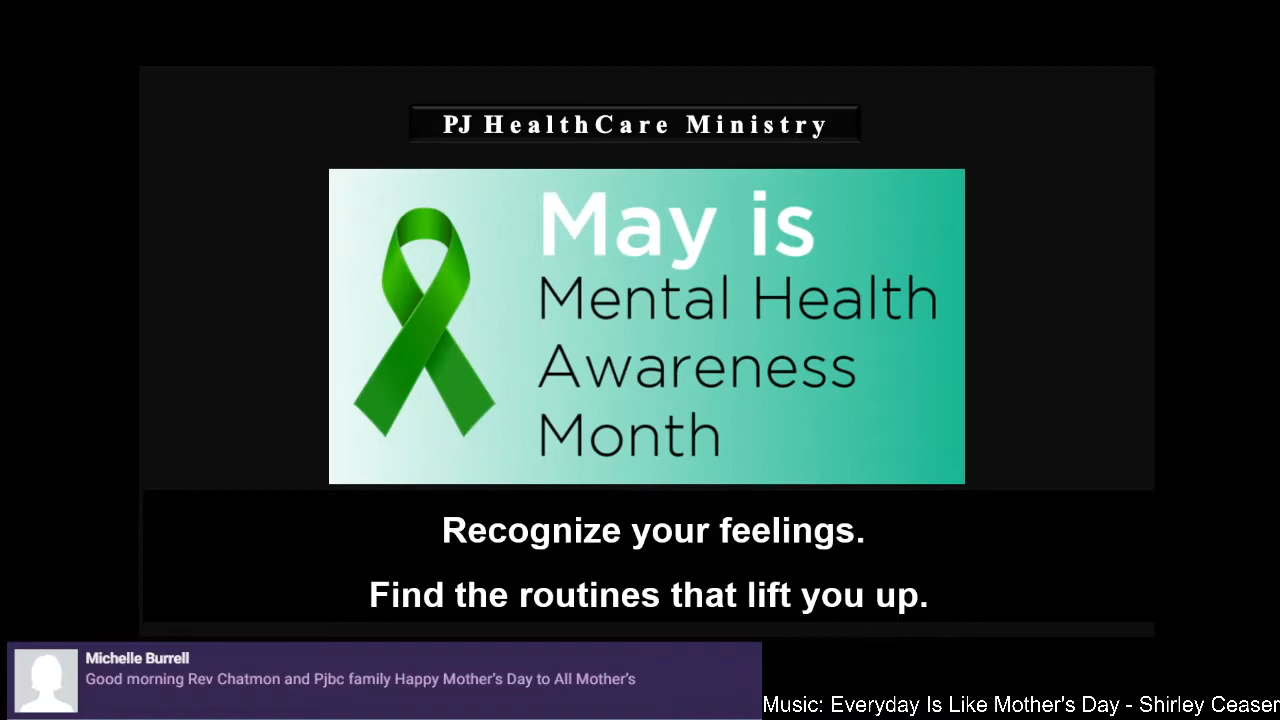 PJ HealthCare Ministry
May is
Mental Health
Awareness
Month
Recognize your feelings.
Find the routines that lift you up.
Michelle Burrell
Good morning Rev Chatmon and Pjbc family Happy Mother's Day to All Mother's
Music: Everyday Is Like Mother's Day - Shirley Ceaser